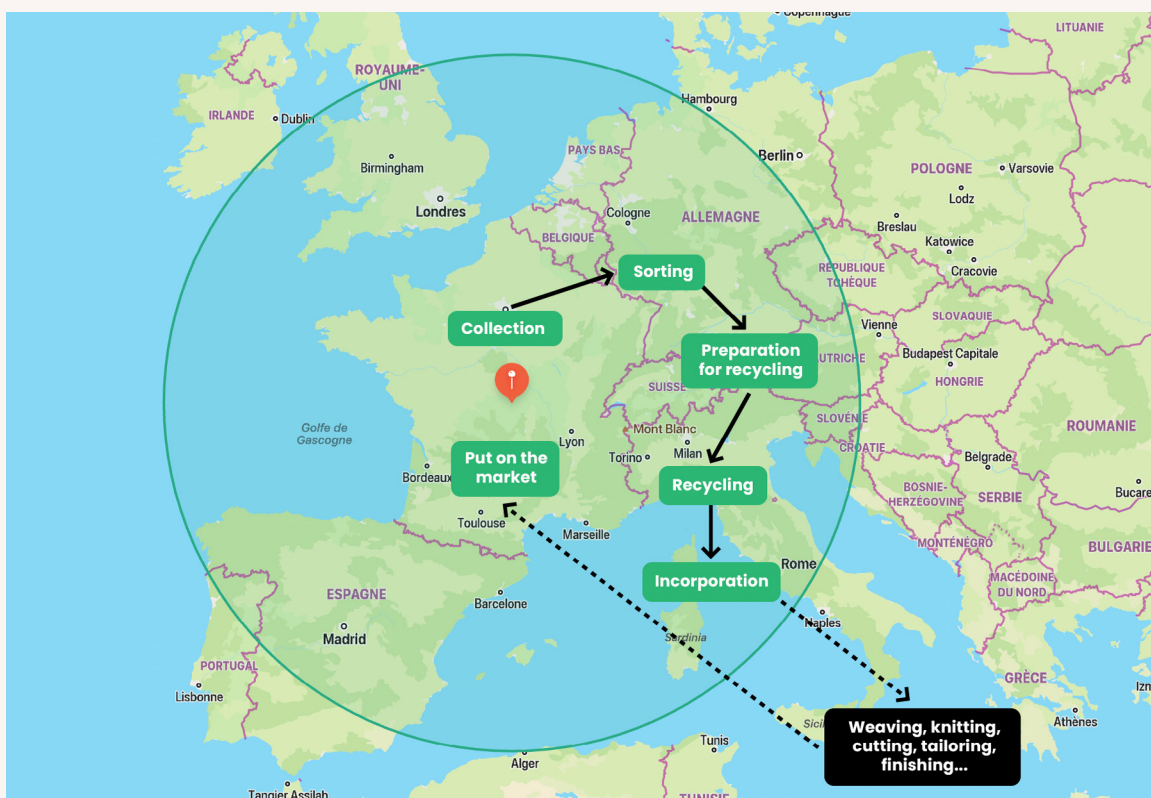 Copenhague
LITUANIE
ROYAUME-
UNI
IRLANDE
Dublin
Hambourg
PAYS BAS
Birmingham
Berlin
POLOGNE
Varsovie
Londres
Cologne
ALLEMAGNE
Lodz
Breslau
BELGIQUE
Katowice
Cracovie
Sorting
RÉPUBLIQUE
TCHÈQUE
SLOVAQUIE
Collection
Vienne
Preparation
for recycling
AUTRICHE
Budapest Capitale
HONGRIE
SUISSE
SLOVÉNIE
Golfe de
Gascogne
Lyon
Mont Blanc
Milan
Torino
CROATIE
ROUMANIE
Put on the
market
Bordeaux
Recycling
Belgrade
BOSNIE-
HERZÉGOVINE
SERBIE
Bucare
Toulouse
Marseille
MONTÉNÉGRO
BULGARIE
Incorporation
Rome
MACÉDOINE
DU NORD
ESPAGNE
Barcelone
Madrid
Naples
Sardinia
PORTUGAL
Lisbonne
GRÈCE
Izn
Athènes
Sicil
Weaving, knitting,
cutting, tailoring,
finishing...
Tunis
Alger
Tanger Assilah
TUNISIE